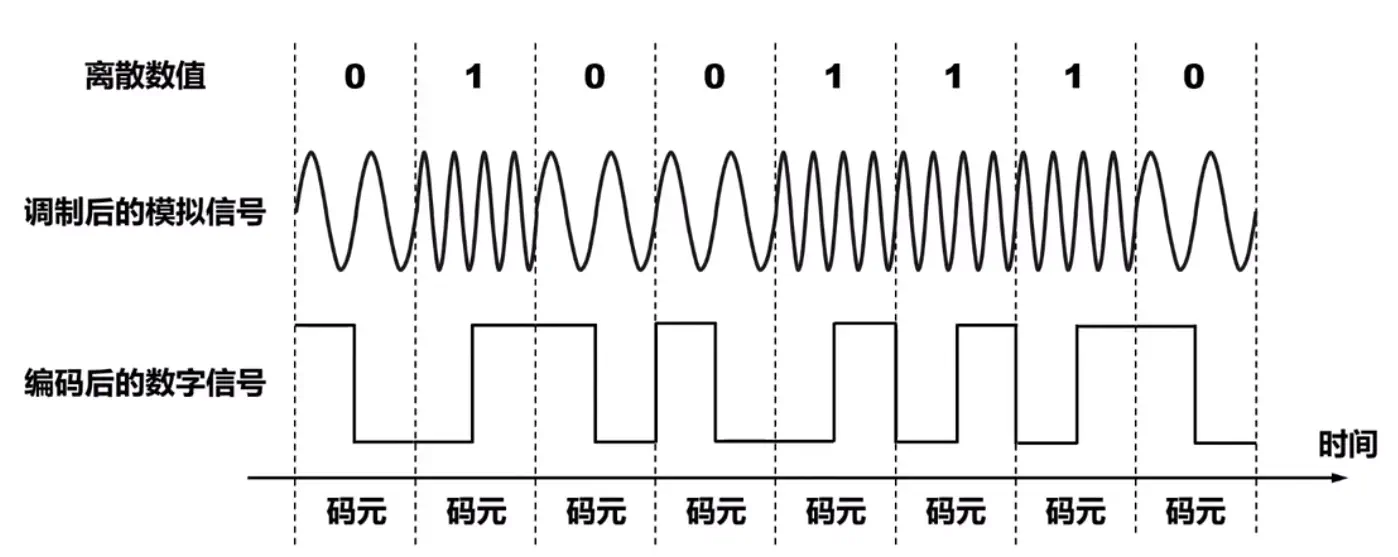 离散数值 0 1 0 0 1 1 1 0
调制后的模拟信号
编码后的数字信号
时间
码元 码元 码元 码元 码元 码元 码元 码元